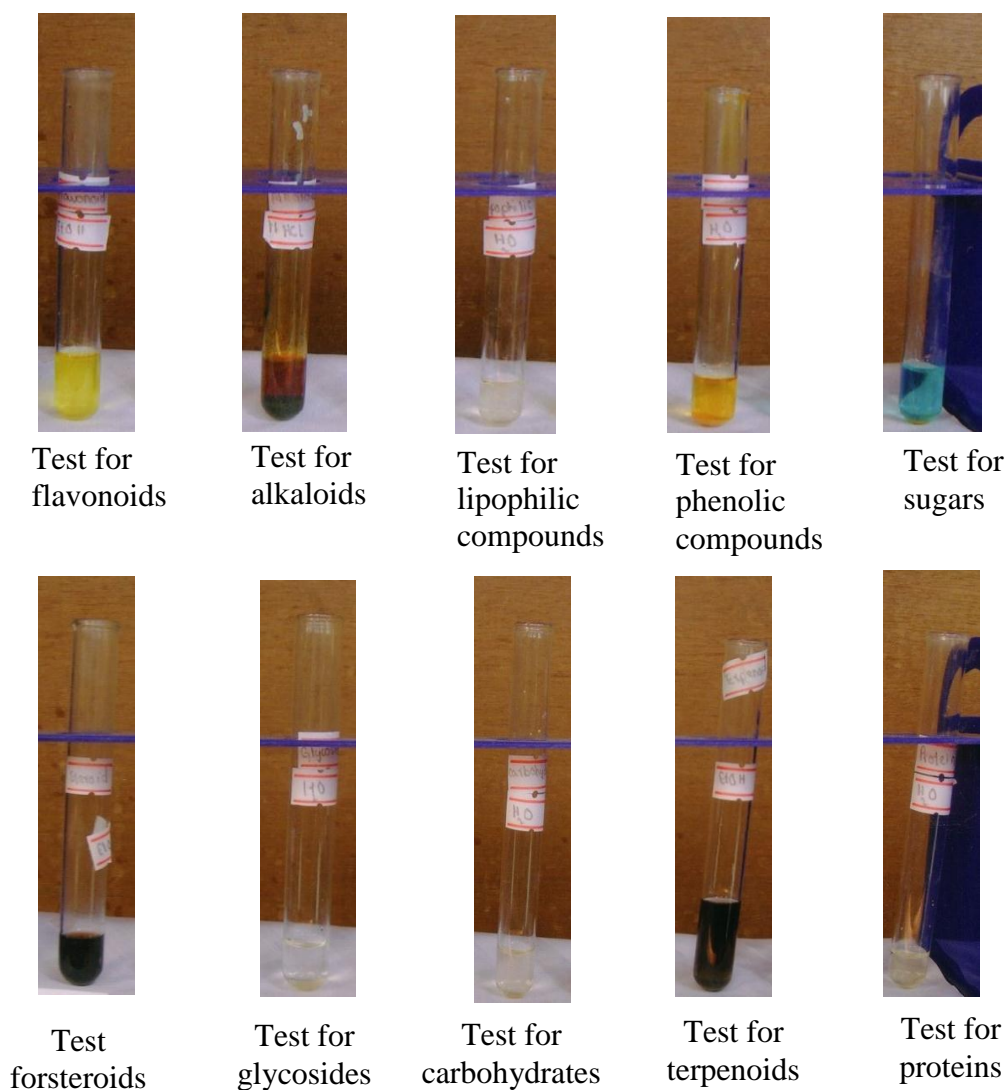 HCl
H2O
H2O
Test for
flavonoids
Test for
alkaloids
Test for
lipophilic
compounds
Test for
phenolic
compounds
Test for
sugars
H2O
carbohy
H2O
EtOH
Protein
H2O
Test
forsteroids
Test for
glycosides
Test for
carbohydrates
Test for
terpenoids
Test for
proteins